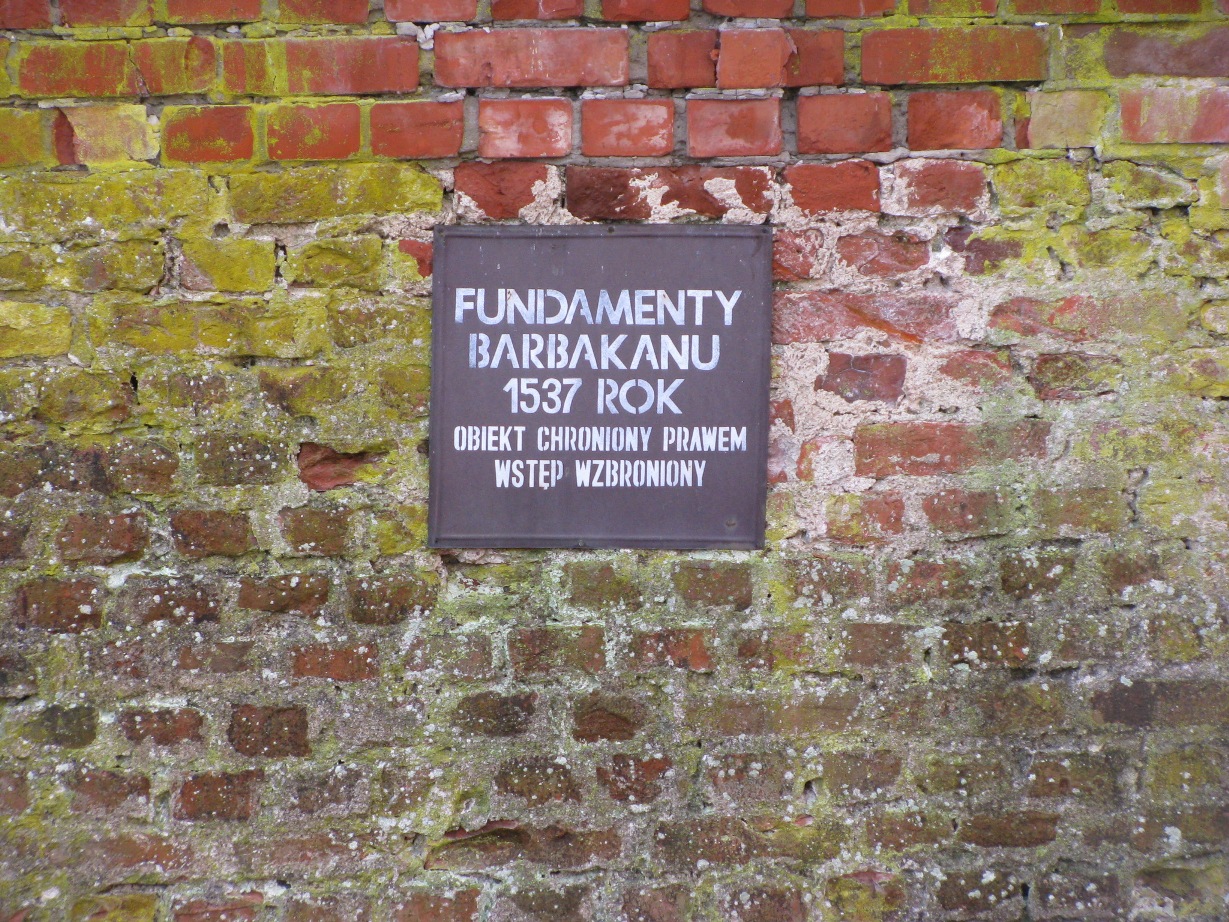 FUNDAMENTY
BARBAKANU
1537 ROK
OBIEKT CHRONIONY PRAWEM
WSTĘP WZBRONIONY